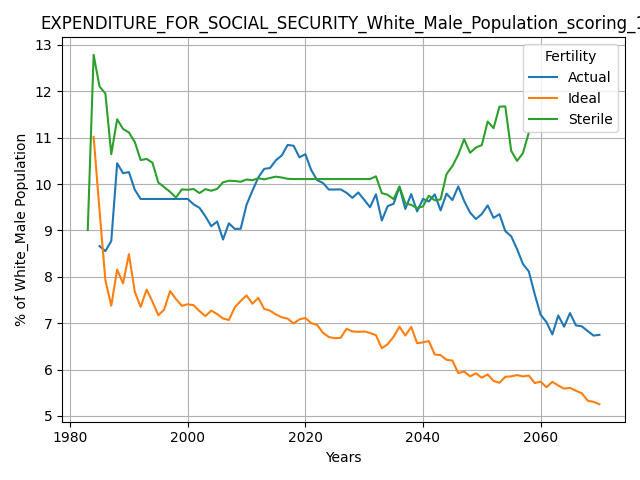 EXPENDITURE_FOR_SOCIAL_SECURITY_White_Male_Population_scoring_1
Fertility
Actual
Ideal
Sterile
% of White_Male Population
13
12
11
10
9
8
7
6
5
1980 2000 2020 2040 2060
Years